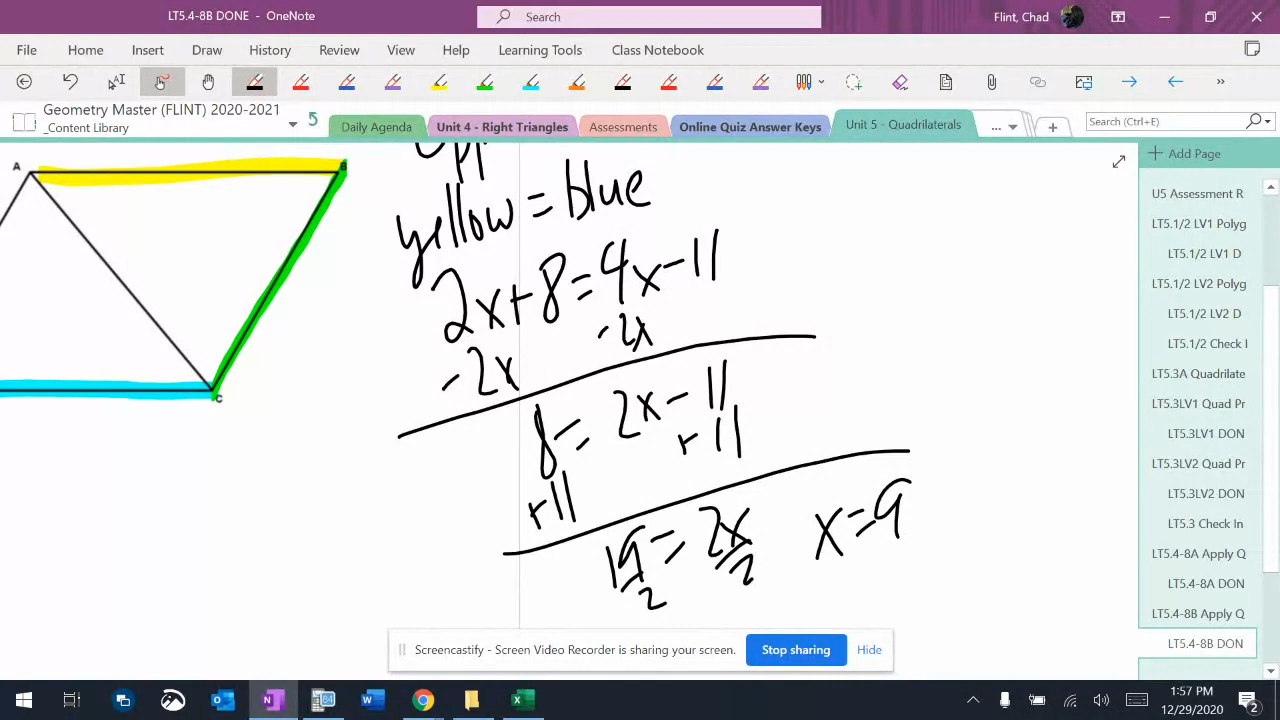 LT5.4-8B DONE - OneNote
Search
Flint, Chad
File Home Insert Draw History Review View Help Learning Tools Class Notebook
Geometry Master (FLINT) 2020-2021
_Content Library
Daily Agenda
Unit 4 - Right Triangles
Assessments
Online Quiz Answer Keys
Unit 5 - Quadrilaterals
...
Search (Ctrl+E)
Add Page
U5 Assessment R
LT5.1/2 LV1 Polyg
LT5.1/2 LV1 D
LT5.1/2 LV2 Polyg
LT5.1/2 LV2 D
LT5.1/2 Check I
LT5.3A Quadrilate
LT5.3LV1 Quad Pr
LT5.3LV1 DON
LT5.3LV2 Quad Pr
LT5.3LV2 DON
LT5.3 Check In
LT5.4-8A Apply Q
LT5.4-8A DON
LT5.4-8B Apply Q
LT5.4-8B DON
A
B
C
yellow = blue
2x+8=4x-11
-2x -2x
8=2x-11
+11 +11
19=2x
2 2
x=9
Screencastify - Screen Video Recorder is sharing your screen.
Stop sharing
Hide
1:57 PM
12/29/2020
2